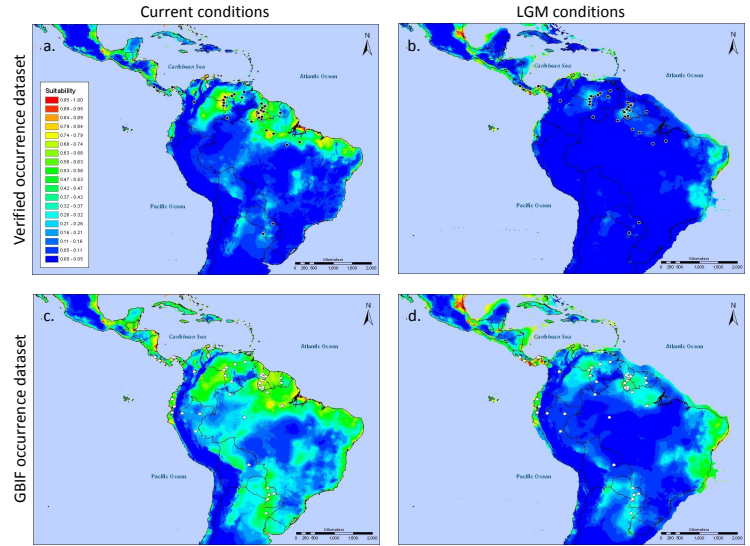 Current conditions
LGM conditions
Verified occurrence dataset
GBIF occurrence dataset
a.
N
Caribbean Sea
Atlantic Ocean
Pacific Ocean
Suitability
0.95 - 1.00
0.89 - 0.95
0.84 - 0.89
0.79 - 0.84
0.74 - 0.79
0.68 - 0.74
0.63 - 0.68
0.58 - 0.63
0.53 - 0.58
0.47 - 0.53
0.42 - 0.47
0.37 - 0.42
0.32 - 0.37
0.26 - 0.32
0.21 - 0.26
0.16 - 0.21
0.11 - 0.16
0.05 - 0.11
0.00 - 0.05
Kilometers
0 250 500 1,000 1,500 2,000
b.
N
Caribbean Sea
Atlantic Ocean
Pacific Ocean
Kilometers
0 250 500 1,000 1,500 2,000
c.
N
Caribbean Sea
Atlantic Ocean
Pacific Ocean
Kilometers
0 250 500 1,000 1,500 2,000
d.
N
Caribbean Sea
Atlantic Ocean
Pacific Ocean
Kilometers
0 250 500 1,000 1,500 2,000